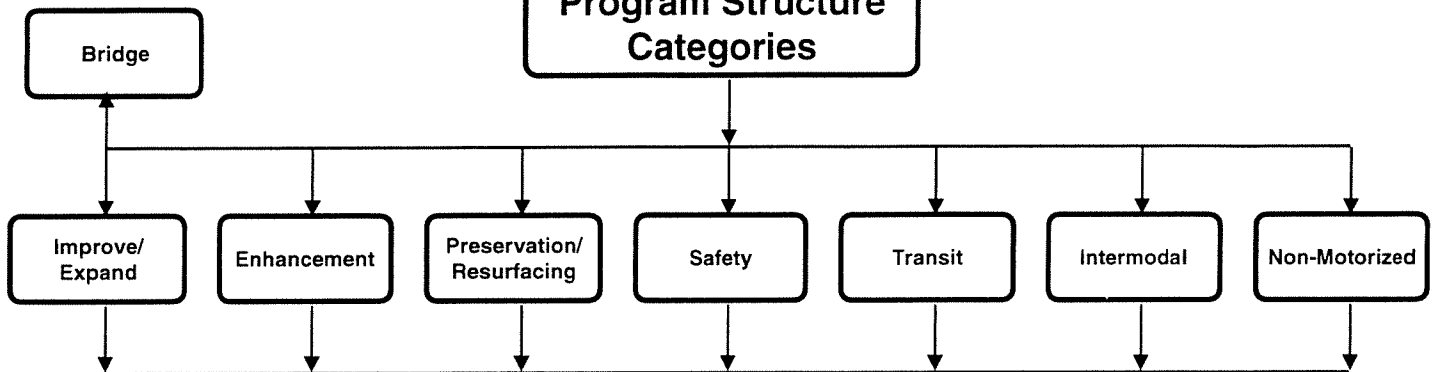 Program Structure
Categories
Bridge
Improve/
Expand
Enhancement
Preservation/
Resurfacing
Safety
Transit
Intermodal
Non-Motorized